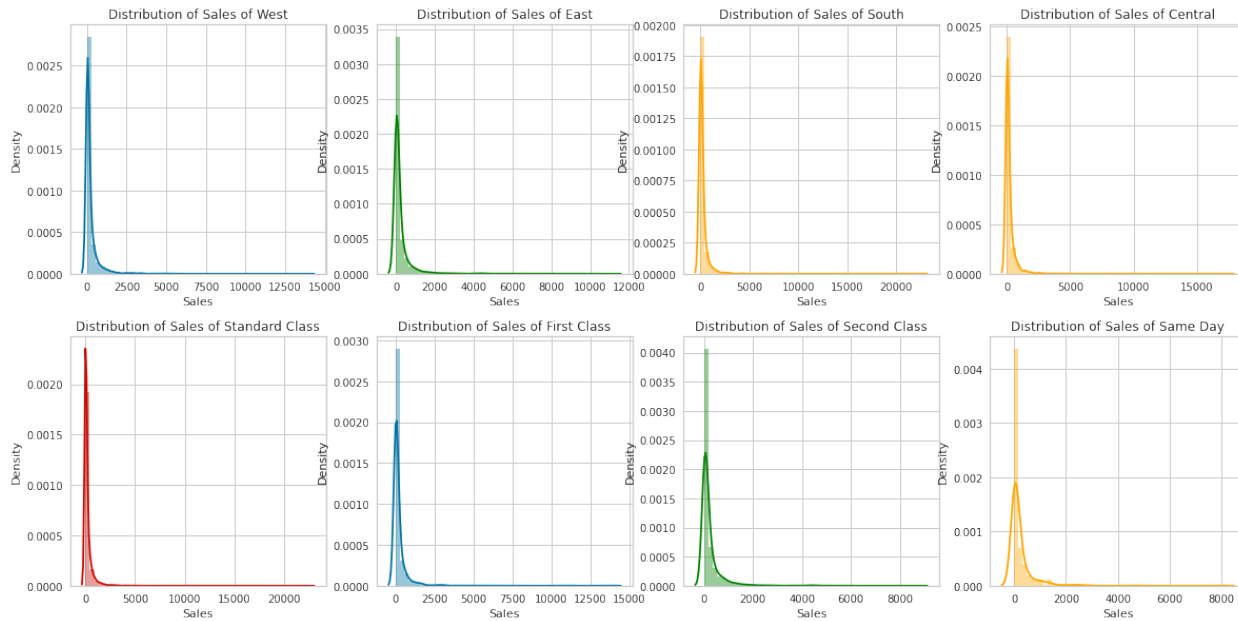 Distribution of Sales of West
Density
0.0025
0.0020
0.0015
0.0010
0.0005
0.0000
0 2500 5000 7500 10000 12500 15000
Sales
Distribution of Sales of East
0.0035
0.0030
0.0025
0.0020
0.0015
0.0010
0.0005
0.0000
0 2000 4000 6000 8000 10000 12000
Sales
Distribution of Sales of South
Density
0.00200
0.00175
0.00150
0.00125
0.00100
0.00075
0.00050
0.00025
0.00000
0 5000 10000 15000 20000
Sales
Distribution of Sales of Central
Density
0.0025
0.0020
0.0015
0.0010
0.0005
0.0000
0 5000 10000 15000
Sales
Distribution of Sales of Standard Class
Density
0.0020
0.0015
0.0010
0.0005
0.0000
0 5000 10000 15000 20000
Sales
Distribution of Sales of First Class
Density
0.0030
0.0025
0.0020
0.0015
0.0010
0.0005
0.0000
0 2500 5000 7500 10000 12500 15000
Sales
Distribution of Sales of Second Class
Density
0.0040
0.0035
0.0030
0.0025
0.0020
0.0015
0.0010
0.0005
0.0000
0 2000 4000 6000 8000
Sales
Distribution of Sales of Same Day
Density
0.004
0.003
0.002
0.001
0.000
0 2000 4000 6000 8000
Sales